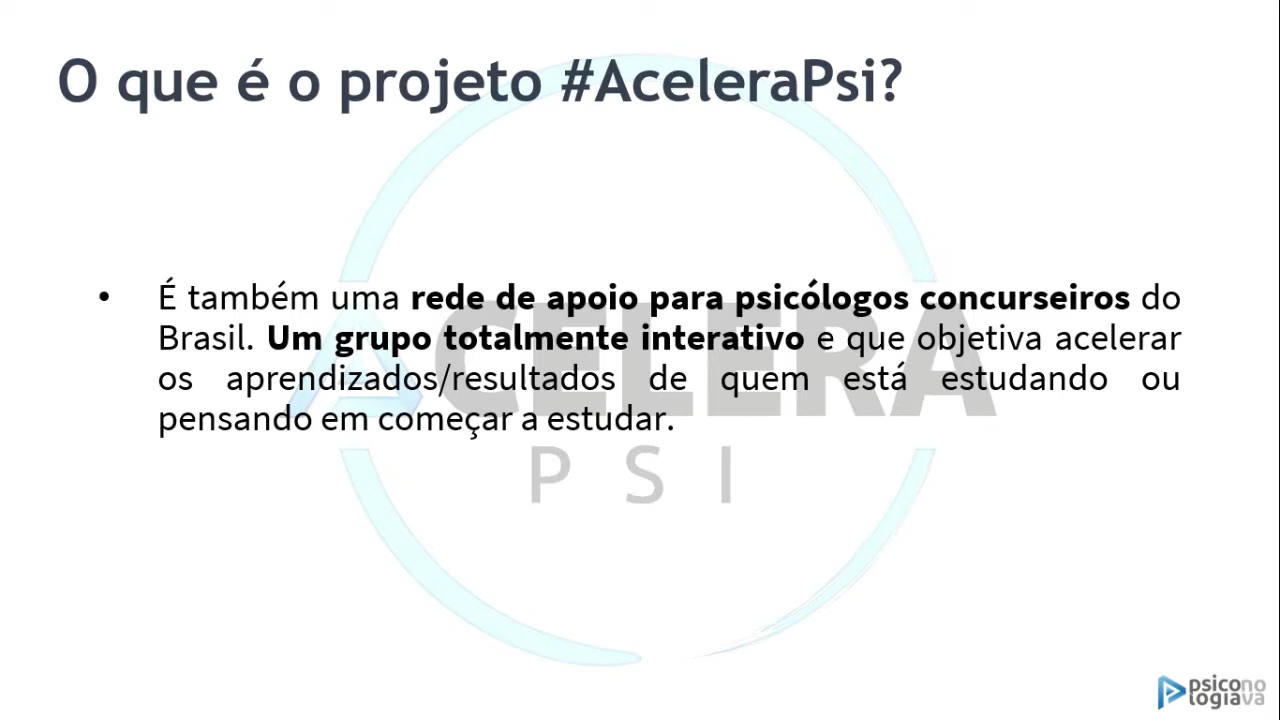 O que é o projeto #AceleraPsi?
• É também uma rede de apoio para psicólogos concurseiros do
Brasil. Um grupo totalmente interativo e que objetiva acelerar
os aprendizados/resultados de quem está estudando ou
pensando em começar a estudar.
ACELERA
PSI
psicono
logiava